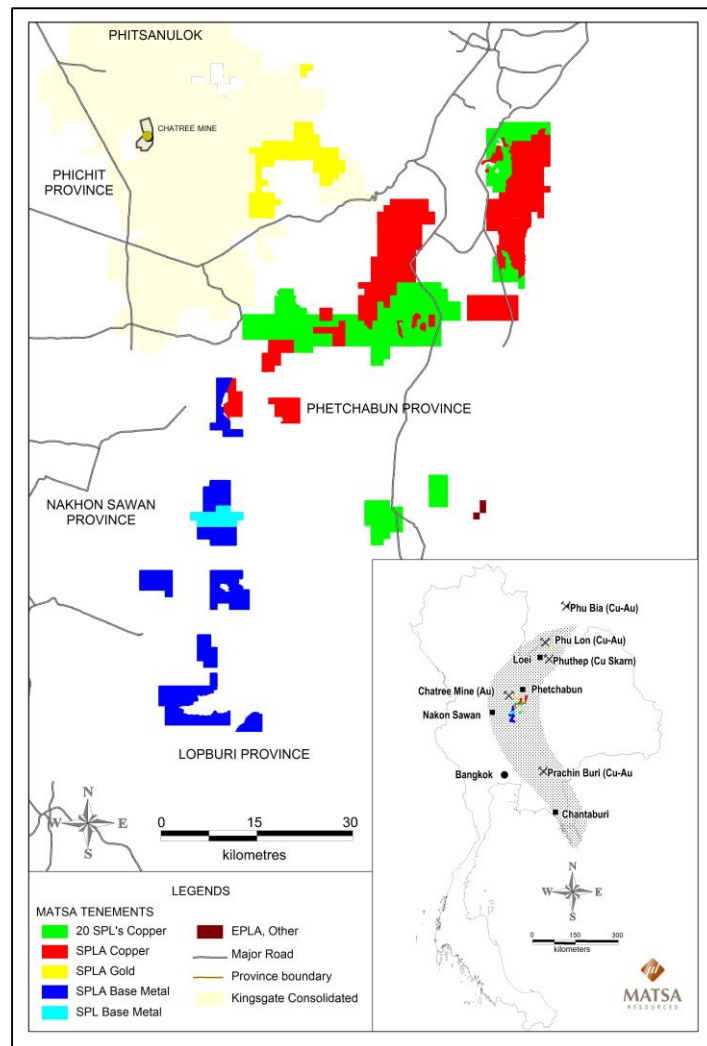 PHITSANULOK
CHATREE MINE
PHICHIT
PROVINCE
PHETCHABUN PROVINCE
NAKHON SAWAN
PROVINCE
LOPBURI PROVINCE
N
W E
S
0 15 30
kilometres
Phu Bia (Cu-Au)
Phu Lon (Cu-Au)
Loei
Phuthep (Cu Skarn)
Chatree Mine (Au)
Phetchabun
Nakon Sawan
Prachin Buri (Cu-Au
Bangkok
Chantaburi
N
W E
S
0 150 300
kilometers
MATSA
RESOURCES
LEGENDS
MATSA TENEMENTS
20 SPL's Copper
SPLA Copper
SPLA Gold
SPLA Base Metal
SPL Base Metal
EPLA, Other
Major Road
Province boundary
Kingsgate Consolidated